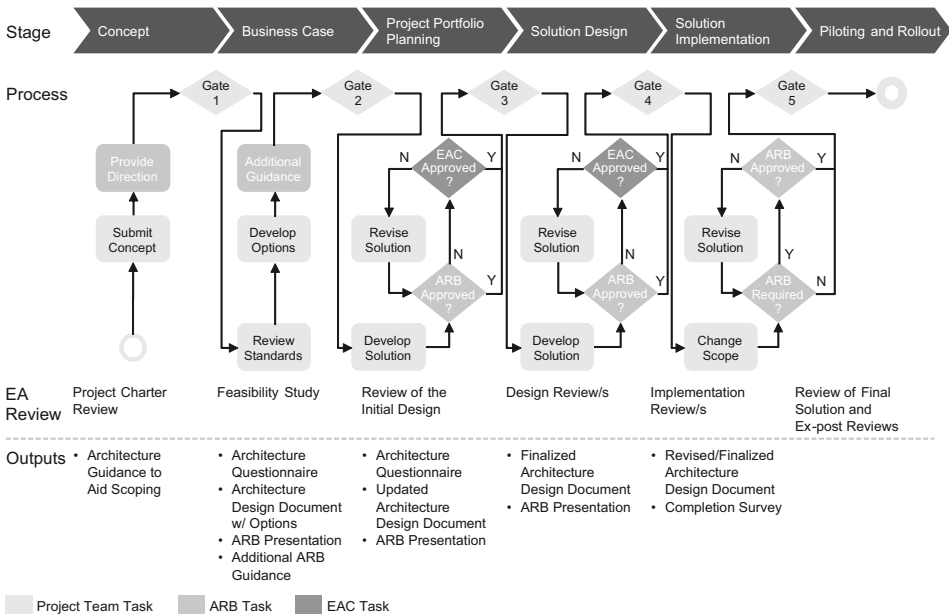 Stage
Concept
Business Case
Project Portfolio
Planning
Solution Design
Solution
Implementation
Piloting and Rollout
Process
Gate
1
Gate
2
Gate
3
Gate
4
Gate
5
Provide
Direction
Submit
Concept
Additional
Guidance
Develop
Options
Review
Standards
N
EAC
Approved
?
Y
Revise
Solution
N
ARB
Approved
?
Y
Develop
Solution
N
EAC
Approved
?
Y
Revise
Solution
N
ARB
Approved
?
Y
Develop
Solution
N
ARB
Approved
?
Y
Revise
Solution
Y
ARB
Required
?
N
Change
Scope
EA
Review
Project Charter
Review
Feasibility Study
Review of the
Initial Design
Design Review/s
Implementation
Review/s
Review of Final
Solution and
Ex-post Reviews
Outputs
• Architecture
Guidance to
Aid Scoping
• Architecture
Questionnaire
• Architecture
Design Document
w/ Options
• ARB Presentation
• Additional ARB
Guidance
• Architecture
Questionnaire
• Updated
Architecture
Design Document
• ARB Presentation
• Finalized
Architecture
Design Document
• ARB Presentation
• Revised/Finalized
Architecture
Design Document
• Completion Survey
Project Team Task
ARB Task
EAC Task